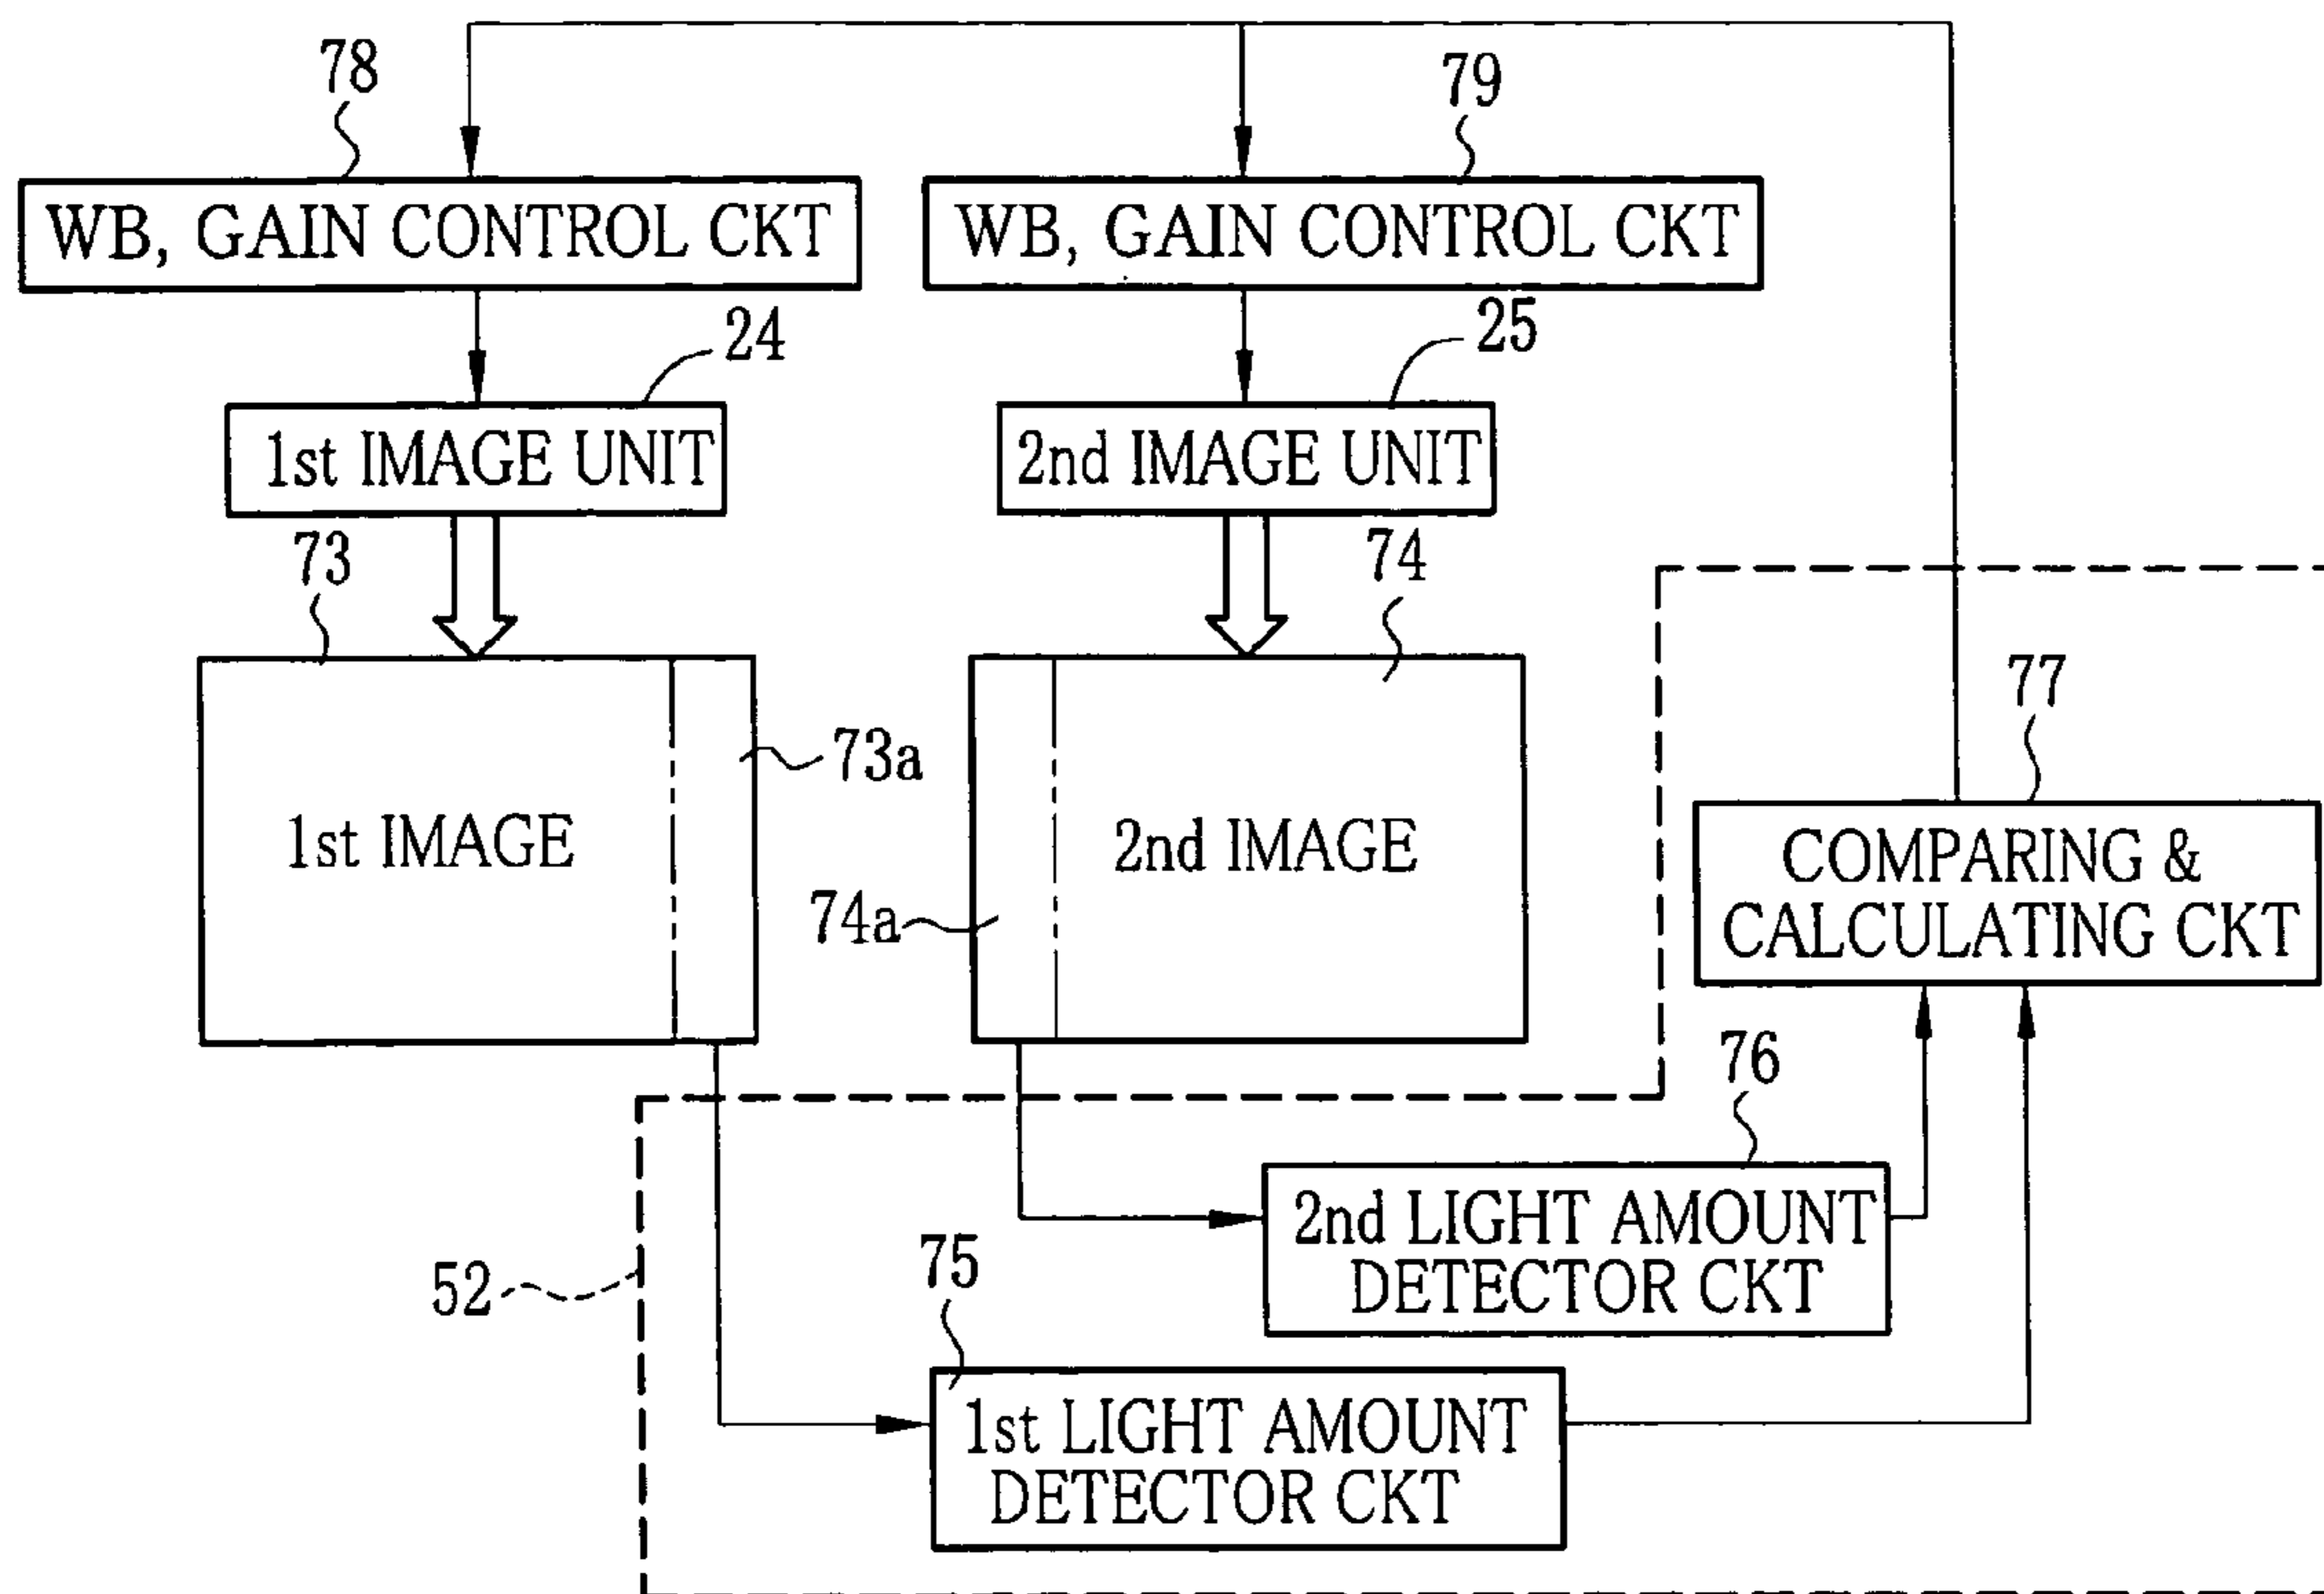 78
79
WB, GAIN CONTROL CKT
WB, GAIN CONTROL CKT
24
25
1st IMAGE UNIT
2nd IMAGE UNIT
73
74
77
73a
1st IMAGE
2nd IMAGE
COMPARING &
CALCULATING CKT
74a
76
2nd LIGHT AMOUNT
DETECTOR CKT
52
75
1st LIGHT AMOUNT
DETECTOR CKT